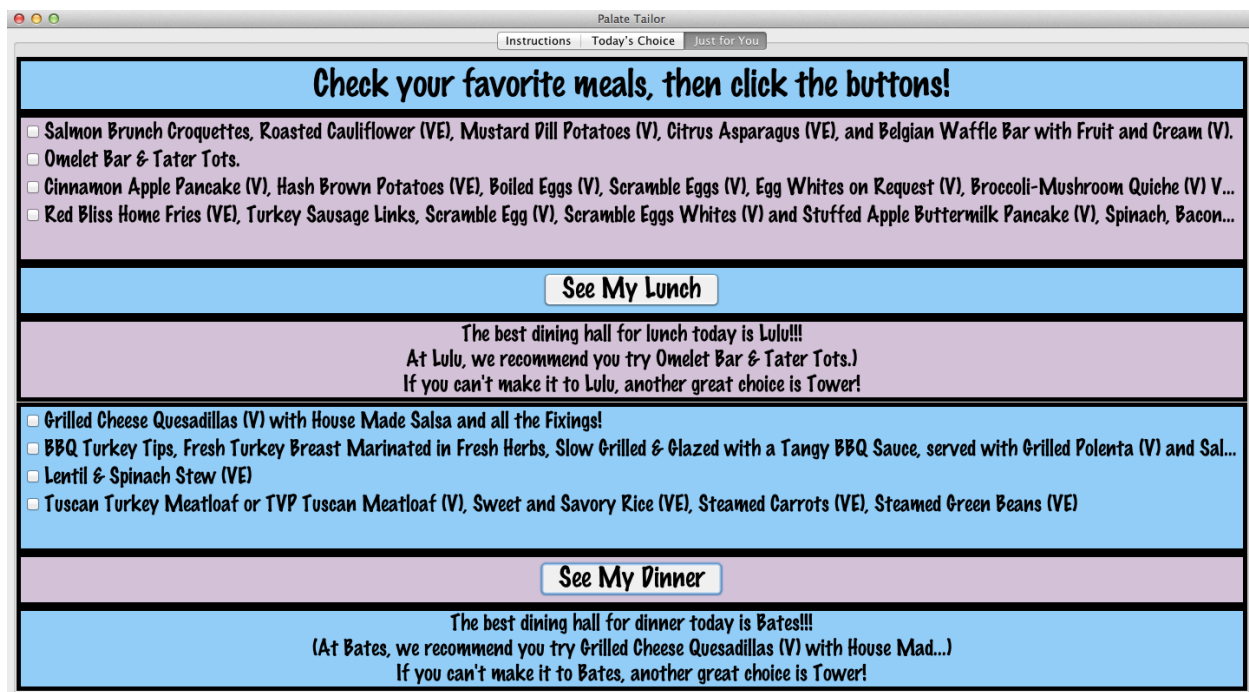 Palate Tailor
Instructions Today's Choice Just for You
Check your favorite meals, then click the buttons!
Salmon Brunch Croquettes, Roasted Cauliflower (VE), Mustard Dill Potatoes (V), Citrus Asparagus (VE), and Belgian Waffle Bar with Fruit and Cream (V).
Omelet Bar & Tater Tots.
Cinnamon Apple Pancake (V), Hash Brown Potatoes (VE), Boiled Eggs (V), Scramble Eggs (V), Egg Whites on Request (V), Broccoli-Mushroom Quiche (V) V...
Red Bliss Home Fries (VE), Turkey Sausage Links, Scramble Egg (V), Scramble Eggs Whites (V) and Stuffed Apple Buttermilk Pancake (V), Spinach, Bacon...
See My Lunch
The best dining hall for lunch today is Lulu!!!
At Lulu, we recommend you try Omelet Bar & Tater Tots.)
If you can't make it to Lulu, another great choice is Tower!
Grilled Cheese Quesadillas (V) with House Made Salsa and all the Fixings!
BBQ Turkey Tips, Fresh Turkey Breast Marinated in Fresh Herbs, Slow Grilled & Glazed with a Tangy BBQ Sauce, served with Grilled Polenta (V) and Sal...
Lentil & Spinach Stew (VE)
Tuscan Turkey Meatloaf or TVP Tuscan Meatloaf (V), Sweet and Savory Rice (VE), Steamed Carrots (VE), Steamed Green Beans (VE)
See My Dinner
The best dining hall for dinner today is Bates!!!
(At Bates, we recommend you try Grilled Cheese Quesadillas (V) with House Mad...)
If you can't make it to Bates, another great choice is Tower!